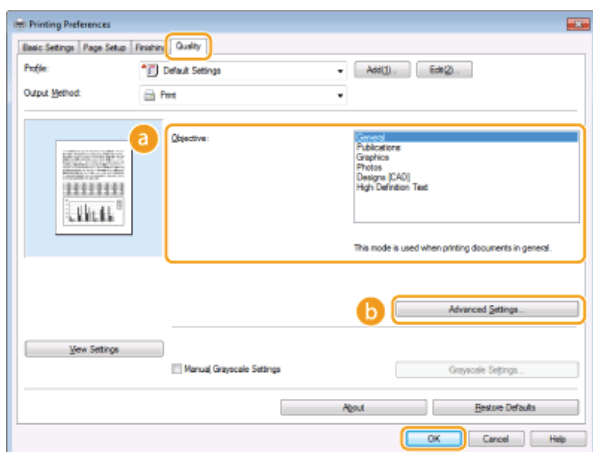 Printing Preferences
Basic Settings Page Setup Finishing Quality
Profile: Default Settings Add(1)... Edit(2)...
Output Method: Print
a Objective: General
Publications
Graphics
Photos
Designs [CAD]
High Definition Text
This mode is used when printing documents in general.
b Advanced Settings...
View Settings
Manual Grayscale Settings Grayscale Settings...
About Restore Defaults
OK Cancel Help